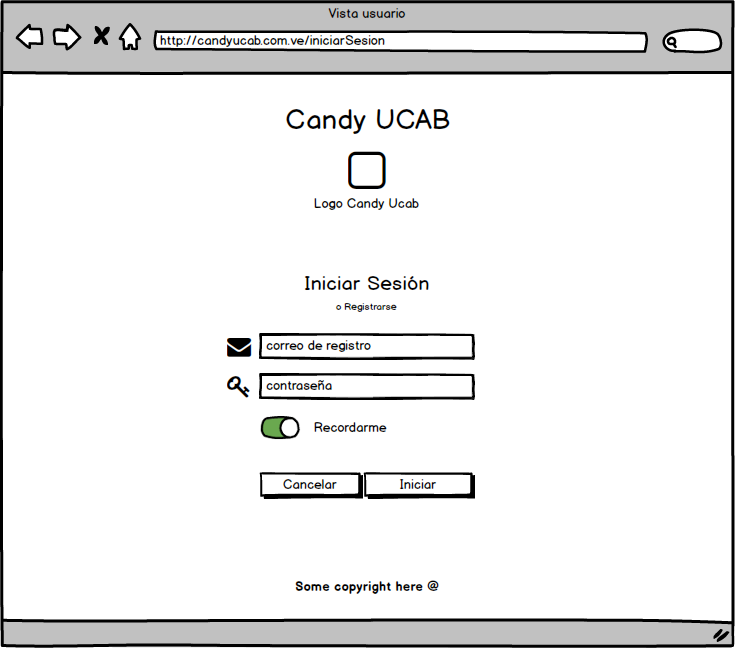 Vista usuario
http://candyucab.com.ve/iniciarSesion
Candy UCAB
Logo Candy Ucab
Iniciar Sesión
o Registrarse
correo de registro
contraseña
Recordarme
Cancelar Iniciar
Some copyright here @